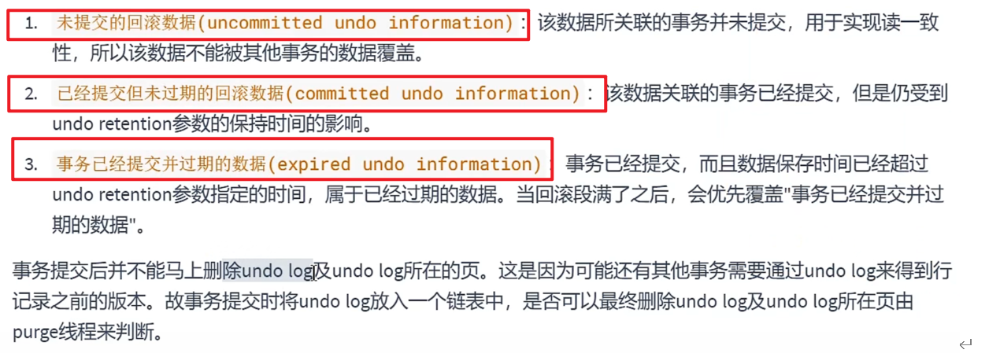 1. 未提交的回滚数据(uncommitted undo information)：该数据所关联的事务并未提交，用于实现读一致
性，所以该数据不能被其他事务的数据覆盖。
2. 已经提交但未过期的回滚数据(committed undo information)：该数据关联的事务已经提交，但是仍受到
undo retention参数的保持时间的影响。
3. 事务已经提交并过期的数据(expired undo information)：事务已经提交，而且数据保存时间已经超过
undo retention参数指定的时间，属于已经过期的数据。当回滚段满了之后，会优先覆盖"事务已经提交并过
期的数据"。
事务提交后并不能马上删除undo log及undo log所在的页。这是因为可能还有其他事务需要通过undo log来得到行
记录之前的版本。故事务提交时将undo log放入一个链表中，是否可以最终删除undo log及undo log所在页由
purge线程来判断。